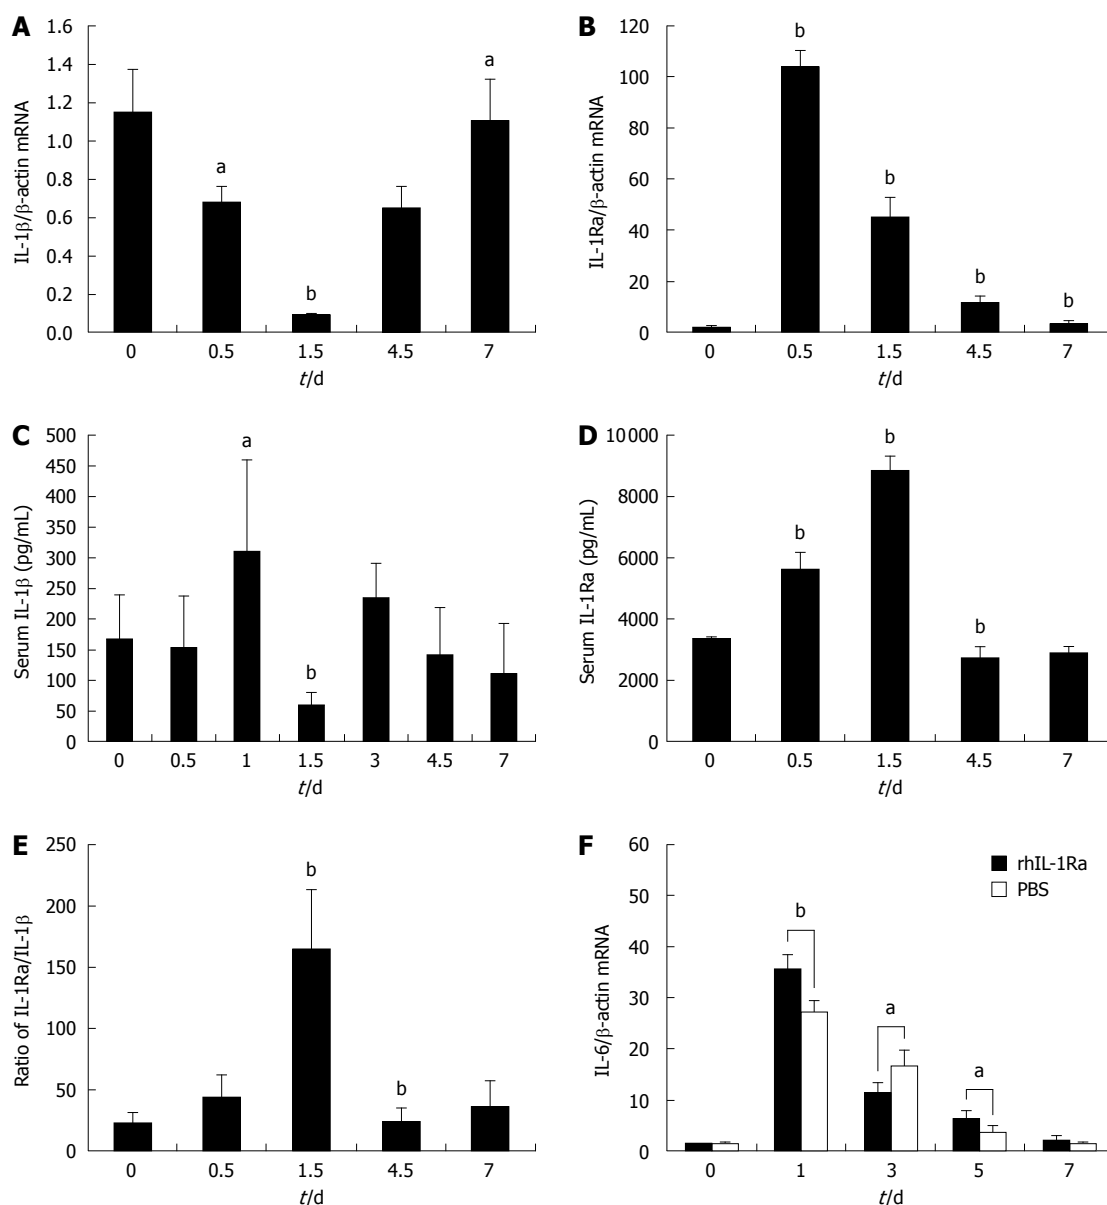 A
IL-1β/β-actin mRNA
1.6
1.4
1.2
1.0
0.8
0.6
0.4
0.2
0.0
a
b
a
0 0.5 1.5 4.5 7
t/d
B
IL-1Ra/β-actin mRNA
120
100
80
60
40
20
0
b
b
b
b
0 0.5 1.5 4.5 7
t/d
C
Serum IL-1β (pg/mL)
500
450
400
350
300
250
200
150
100
50
0
a
b
0 0.5 1 1.5 3 4.5 7
t/d
D
Serum IL-1Ra (pg/mL)
10000
8000
6000
4000
2000
0
b
b
b
0 0.5 1.5 4.5 7
t/d
E
Ratio of IL-1Ra/IL-1β
250
200
150
100
50
0
b
b
0 0.5 1.5 4.5 7
t/d
F
IL-6/β-actin mRNA
60
50
40
30
20
10
0
rhIL-1Ra
PBS
b
a
a
0 1 3 5 7
t/d